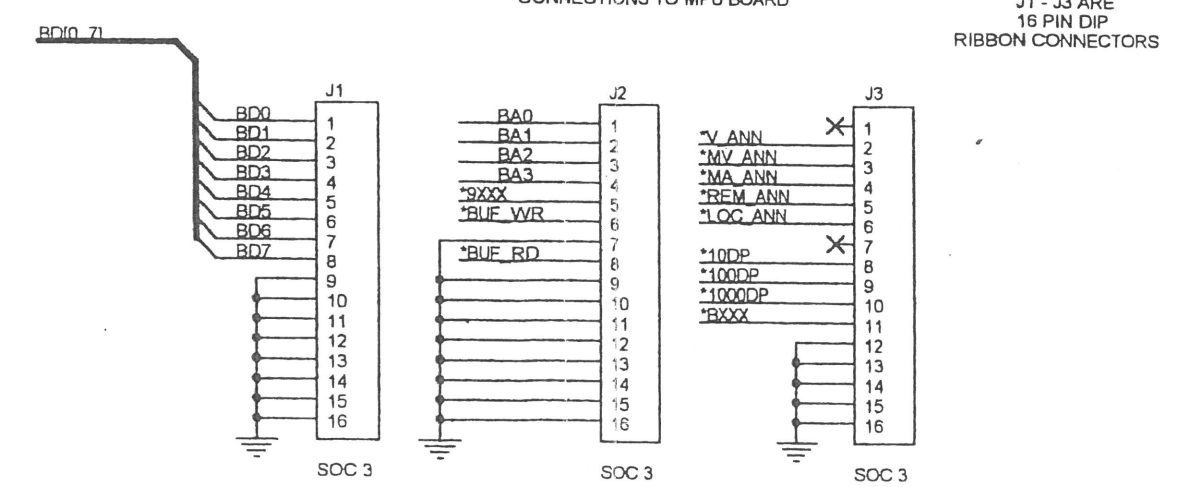 CONNECTIONS TO MPU BOARD
J1 - J3 ARE
16 PIN DIP
RIBBON CONNECTORS
BD[0..7]
J1
BD0 1
BD1 2
BD2 3
BD3 4
BD4 5
BD5 6
BD6 7
BD7 8
9
10
11
12
13
14
15
16
SOC 3
J2
BA0 1
BA1 2
BA2 3
BA3 4
*9XXX 5
*BUF_WR 6
7
*BUF_RD 8
9
10
11
12
13
14
15
16
SOC 3
J3
1
*V_ANN 2
*MV_ANN 3
*MA_ANN 4
*REM_ANN 5
*LOC_ANN 6
7
*10DP 8
*100DP 9
*1000DP 10
*BXXX 11
12
13
14
15
16
SOC 3